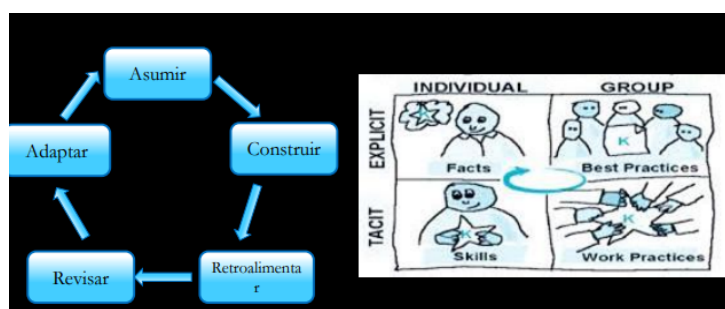 Asumir
Construir
Retroalimenta
r
Revisar
Adaptar
INDIVIDUAL
GROUP
EXPLICIT
K
Facts
K
Best Practices
TACIT
K
Skills
K
Work Practices